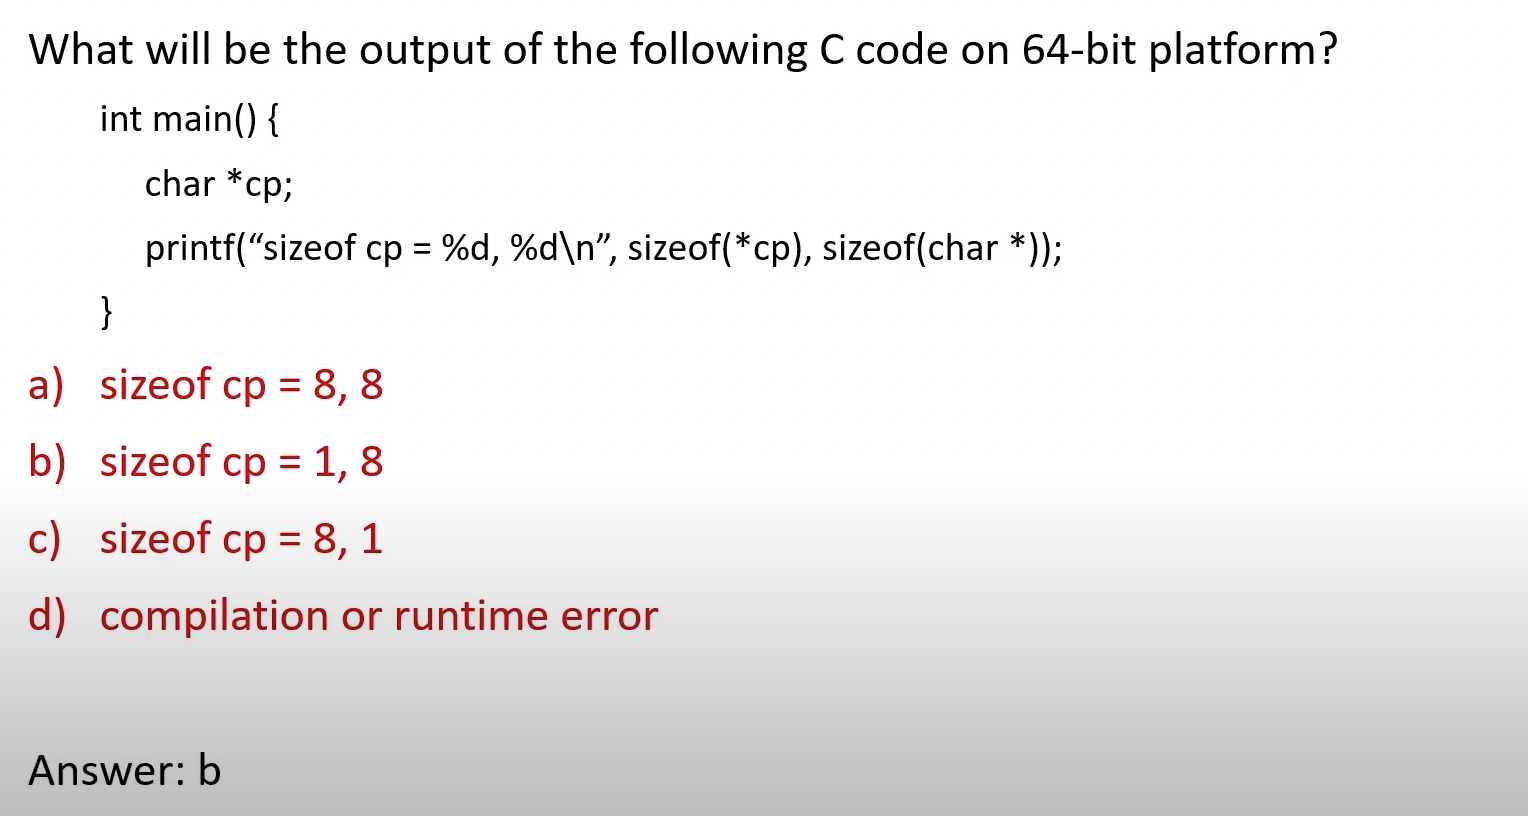 What will be the output of the following C code on 64-bit platform?
int main() {
char *cp;
printf(“sizeof cp = %d, %d\n”, sizeof(*cp), sizeof(char *));
}
a) sizeof cp = 8, 8
b) sizeof cp = 1, 8
c) sizeof cp = 8, 1
d) compilation or runtime error
Answer: b